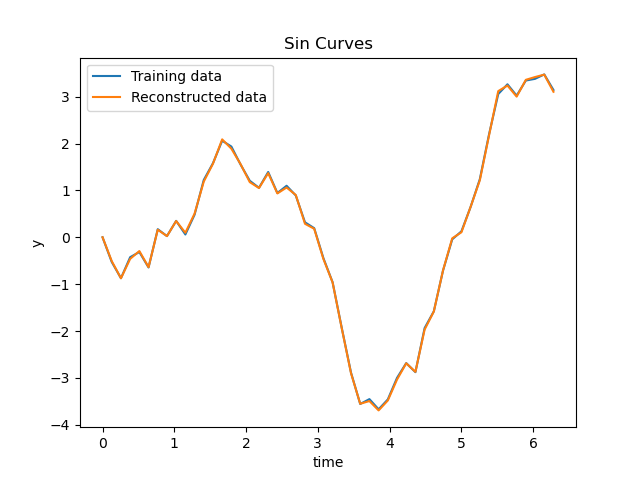 Sin Curves
Training data
Reconstructed data
3
2
1
0
−1
−2
−3
−4
y
0 1 2 3 4 5 6
time